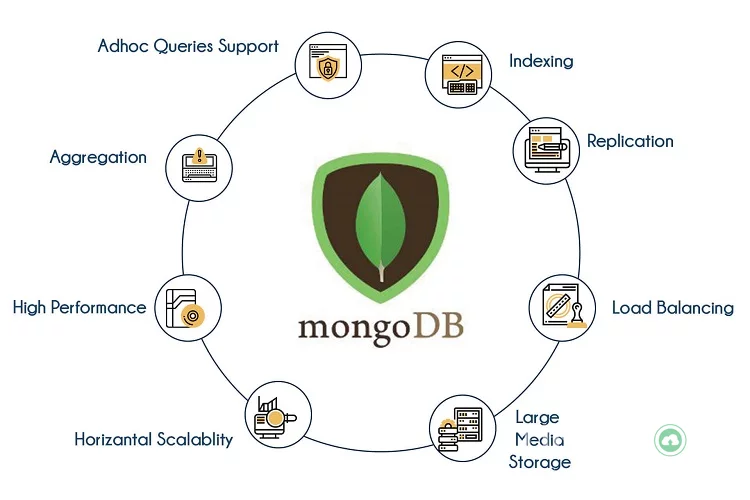 Adhoc Queries Support
Indexing
Aggregation
Replication
High Performance
Load Balancing
mongoDB
Horizantal Scalablity
Large
Media
Storage